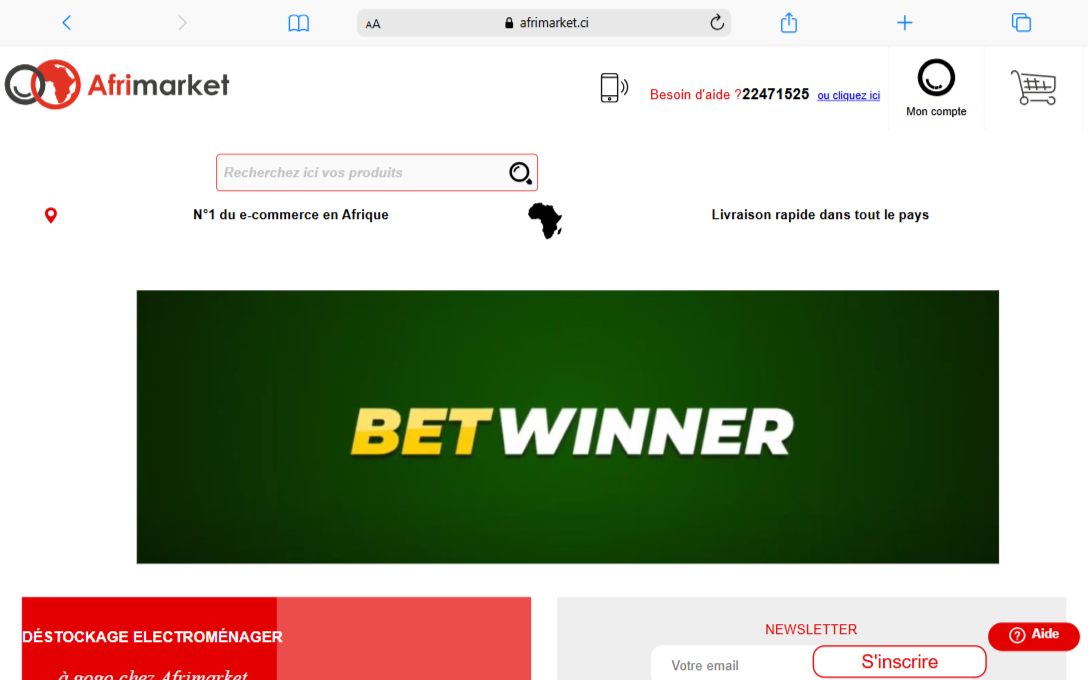 AA afrimarket.ci
Afrimarket
Besoin d'aide ?22471525 ou cliquez ici
Mon compte
Recherchez ici vos produits
N°1 du e-commerce en Afrique
Livraison rapide dans tout le pays
BETWINNER
DÉSTOCKAGE ELECTROMÉNAGER
à gogo chez Afrimarket
NEWSLETTER
Votre email
S'inscrire
? Aide